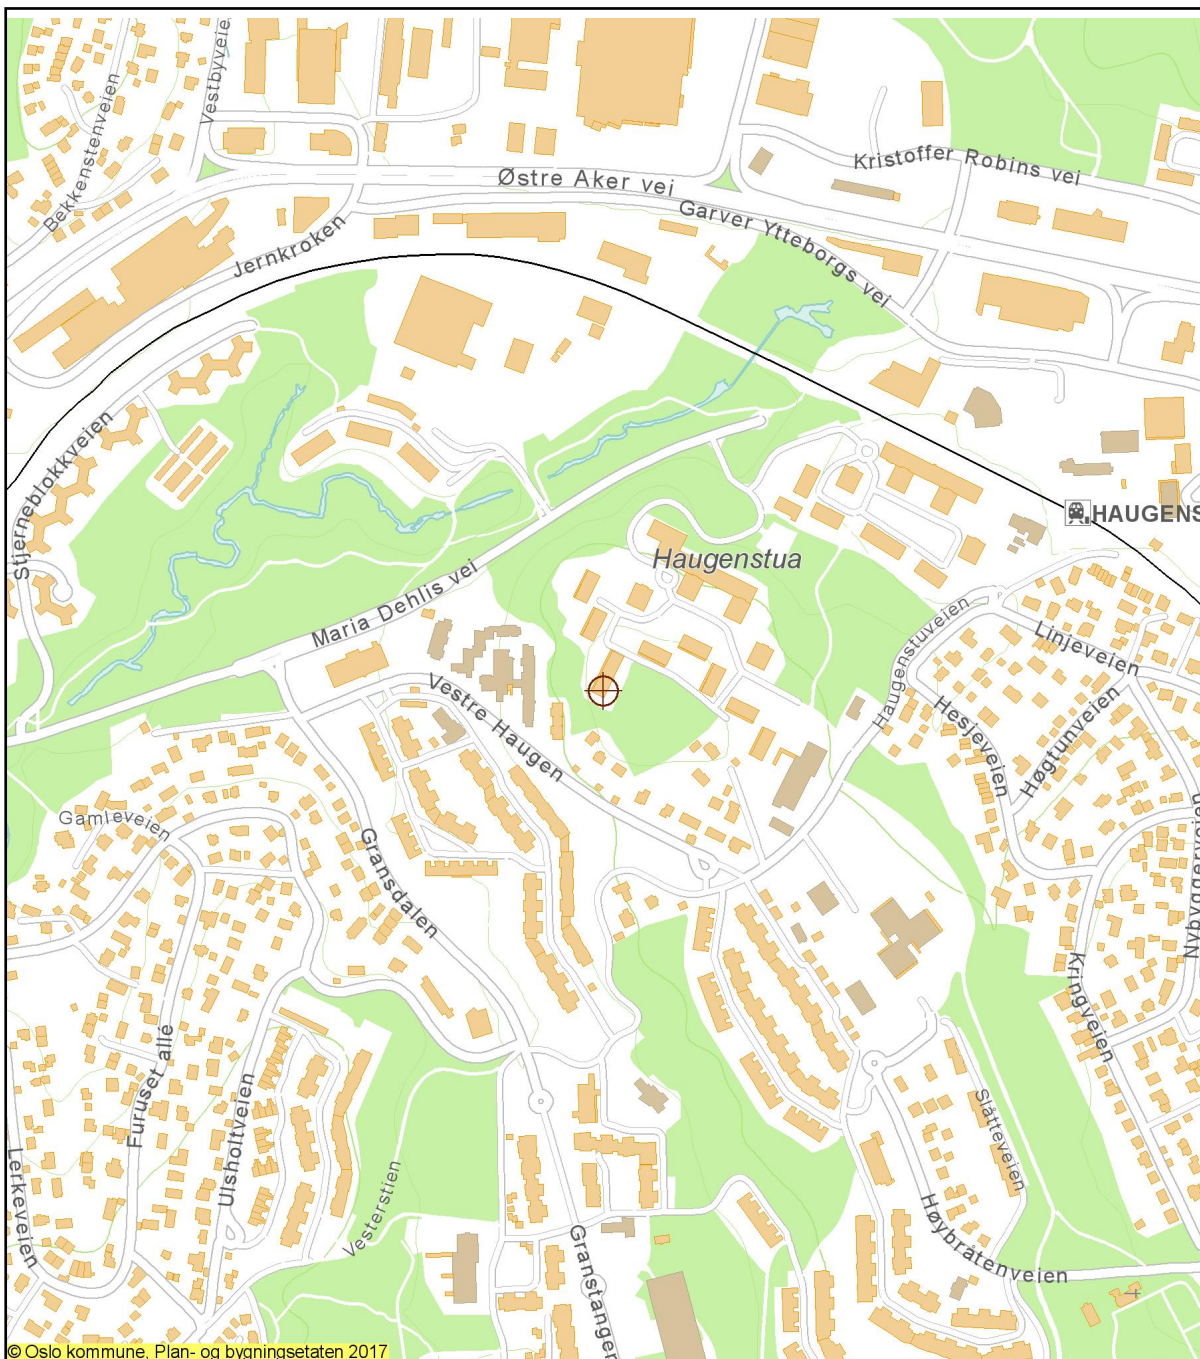 Vestbyveie
Bekkenstenveien
Østre Aker vei
Kristoffer Robins vei
Garver Ytteborgs vei
Jernkroken
Stjerneblokkveien
HAUGENS
Haugenstua
Maria Dehlis vei
Haugenstuveien
Linjeveien
Vestre Haugen
Hesjeveien
Høgtunveien
Gamleveien
Gransdalen
Nybyggerveien
Kringveien
Furuset allé
Ulsholtveien
Slåtteveien
Lerkeveien
Vesterstien
Høybråtenveien
Granstangen
© Oslo kommune, Plan- og bygningsetaten 2017